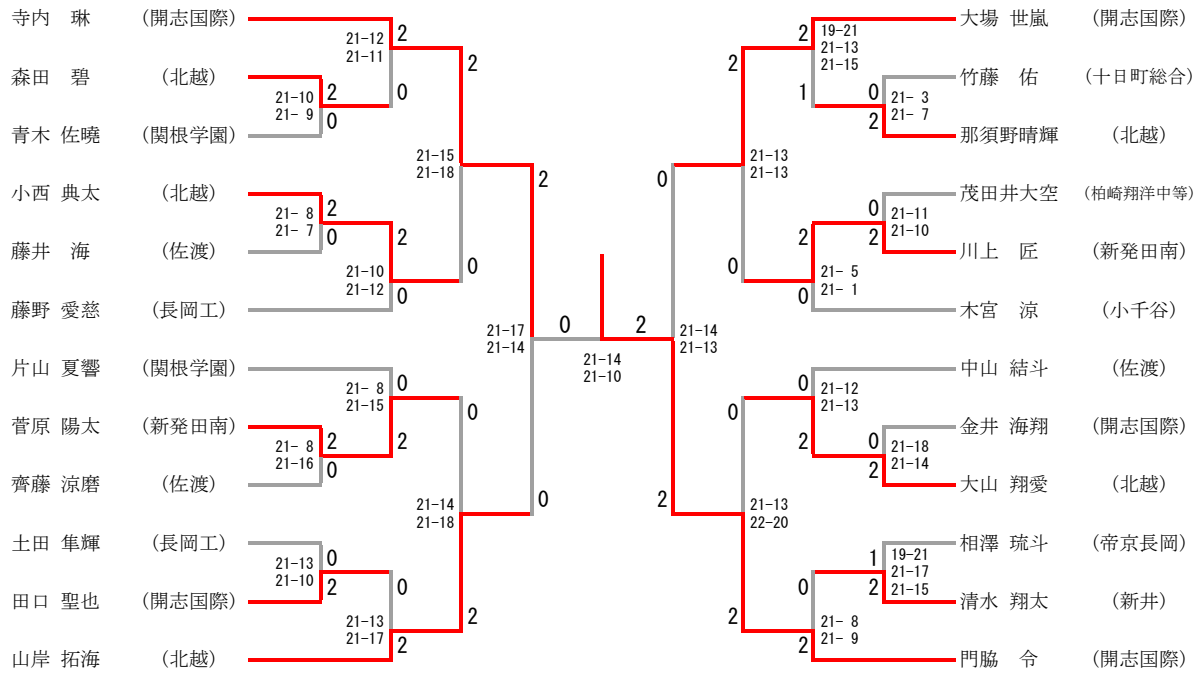 寺内 琳 (開志国際)
森田 碧 (北越)
青木 佐曉 (関根学園)
小西 典太 (北越)
藤井 海 (佐渡)
藤野 愛慈 (長岡工)
片山 夏響 (関根学園)
菅原 陽太 (新発田南)
齊藤 涼磨 (佐渡)
土田 隼輝 (長岡工)
田口 聖也 (開志国際)
山岸 拓海 (北越)
21-12 2
21-11
0
21-10 2
21- 9 0
21- 8 2
21- 7 0
2
21-10
21-12 0
2
21-15
21-18
0
21- 8 0
21-15
2
21- 8 2
21-16 0
21-13 0
21-10 2
0
21-13
21-17 2
0
21-14
21-18
2
2
21-17
21-14
0
0 2
21-14
21-10
0
21-14
21-13
2
2
21-13
21-13
0
2 19-21
21-13
21-15
1
0 21- 3
2 21- 7
0 21-11
2 21-10
2
21- 5
0 21- 1
0
21-13
22-20
2
0 21-12
21-13
2
0 21-18
2 21-14
1 19-21
21-17
2 21-15
0
21- 8
2 21- 9
大場 世嵐 (開志国際)
竹藤 佑 (十日町総合)
那須野晴輝 (北越)
茂田井大空 (柏崎翔洋中等)
川上 匠 (新発田南)
木宮 涼 (小千谷)
中山 結斗 (佐渡)
金井 海翔 (開志国際)
大山 翔愛 (北越)
相澤 琉斗 (帝京長岡)
清水 翔太 (新井)
門脇 令 (開志国際)